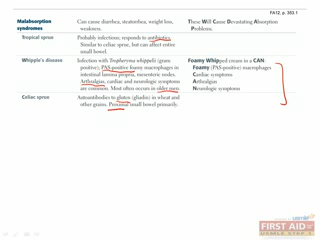 FA12, p. 353.1
Malabsorption syndromes
Can cause diarrhea, steatorrhea, weight loss,
weakness.
These Will Cause Devastating Absorption
Problems.
Tropical sprue
Probably infectious; responds to antibiotics.
Similar to celiac sprue, but can affect entire
small bowel.
Whipple's disease
Infection with Tropheryma whippelii (gram
positive); PAS-positive foamy macrophages in
intestinal lamina propria, mesenteric nodes.
Arthralgias, cardiac and neurologic symptoms
are common. Most often occurs in older men.
Foamy Whipped cream in a CAN
Foamy (PAS-positive) macrophages
Cardiac symptoms
Arthralgias
Neurologic symptoms
Celiac sprue
Autoantibodies to gluten (gliadin) in wheat and
other grains. Proximal small bowel primarily.
FIRST AID